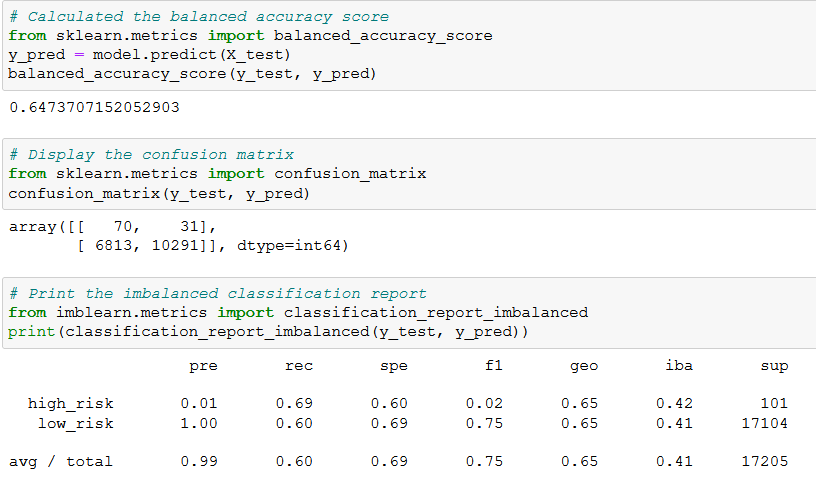 # Calculated the balanced accuracy score
from sklearn.metrics import balanced_accuracy_score
y_pred = model.predict(X_test)
balanced_accuracy_score(y_test, y_pred)
0.6473707152052903
# Display the confusion matrix
from sklearn.metrics import confusion_matrix
confusion_matrix(y_test, y_pred)
array([[   70,    31],
       [ 6813, 10291]], dtype=int64)
# Print the imbalanced classification report
from imblearn.metrics import classification_report_imbalanced
print(classification_report_imbalanced(y_test, y_pred))
                   pre       rec       spe        f1       geo       iba       sup
  high_risk       0.01      0.69      0.60      0.02      0.65      0.42       101
   low_risk       1.00      0.60      0.69      0.75      0.65      0.41     17104
avg / total       0.99      0.60      0.69      0.75      0.65      0.41     17205